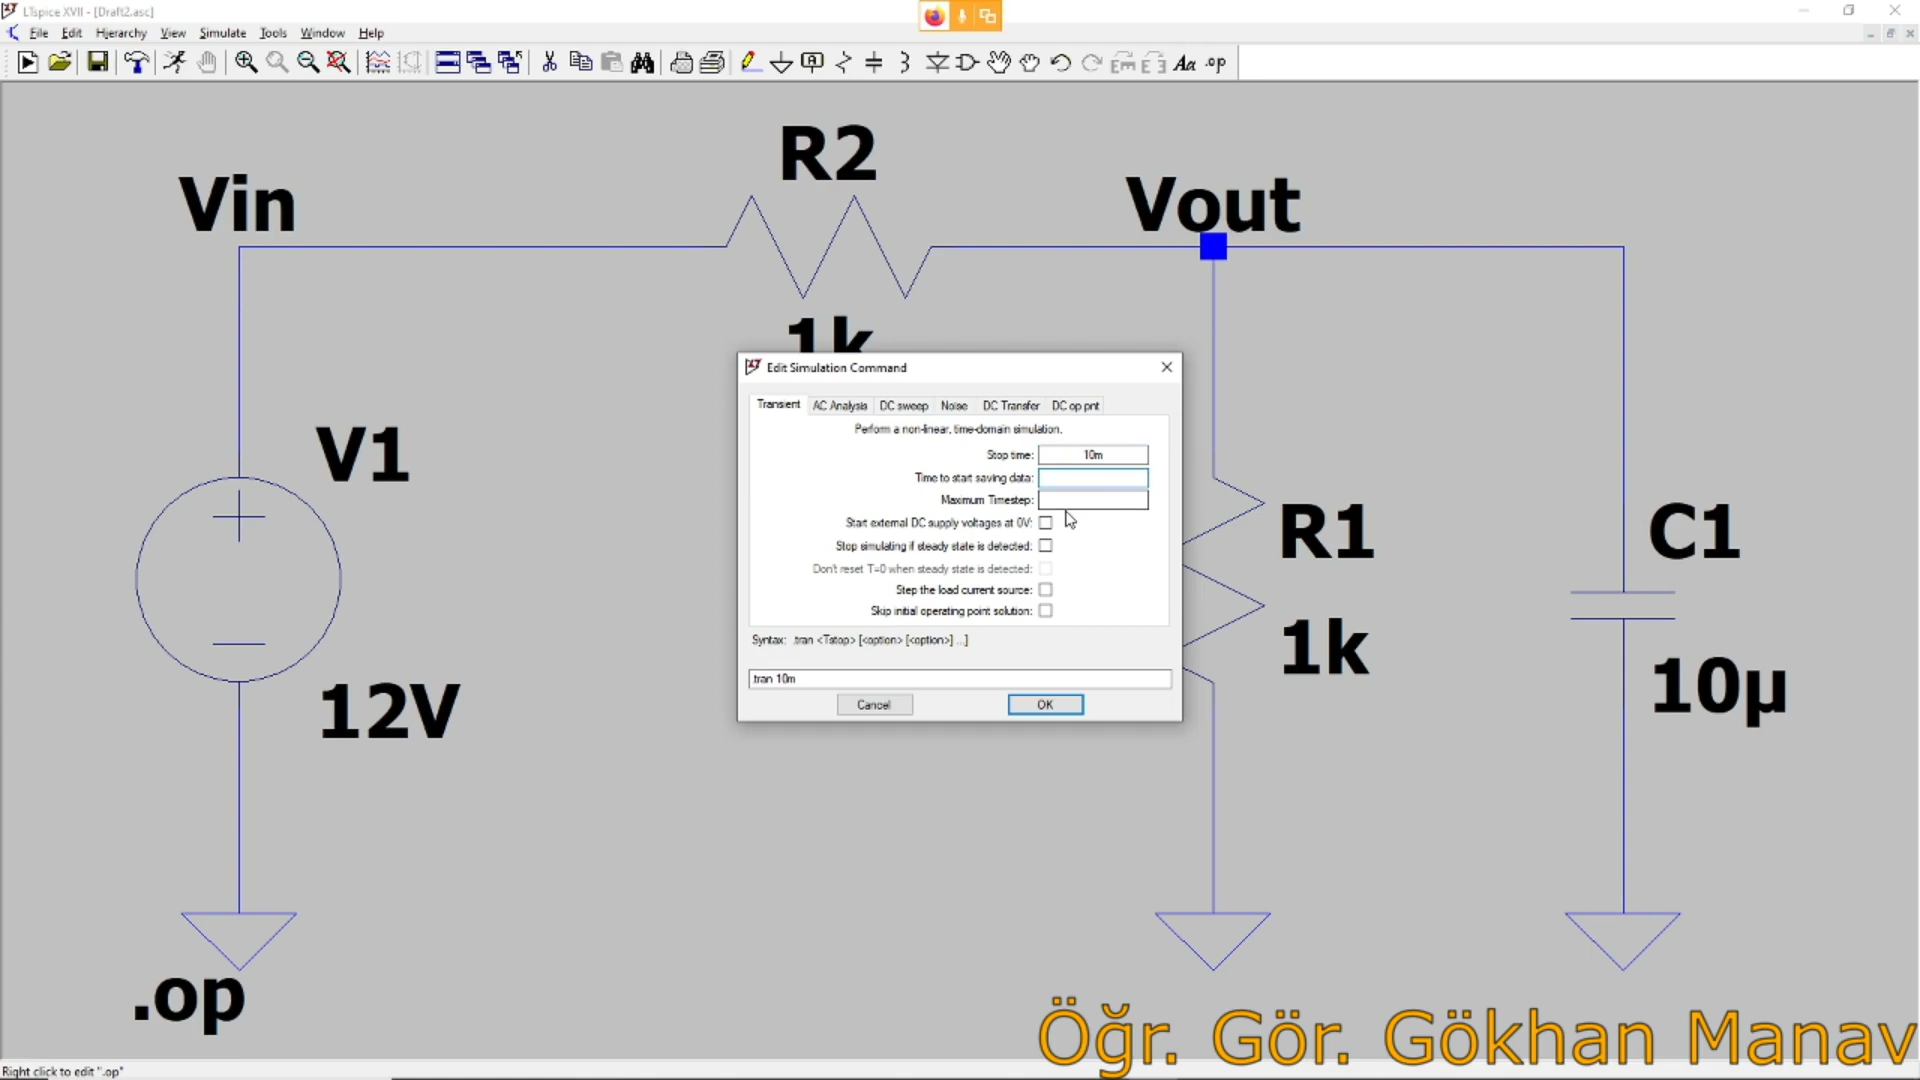 LTspice XVII - [Draft2.asc]
File Edit Hierarchy View Simulate Tools Window Help
Aa .op
R2
Vin
Vout
1k
Edit Simulation Command
Transient AC Analysis DC sweep Noise DC Transfer DC op pnt
Perform a non-linear, time-domain simulation.
Stop time: 10m
Time to start saving data:
Maximum Timestep:
Start external DC supply voltages at 0V:
Stop simulating if steady state is detected:
Don't reset T=0 when steady state is detected:
Step the load current source:
Skip initial operating point solution:
Syntax: .tran <Tstop> [<option> [<option>] ...]
.tran 10m
Cancel OK
V1
12V
R1
1k
C1
10µ
.op
Öğr. Gör. Gökhan Manav
Right click to edit ".op"